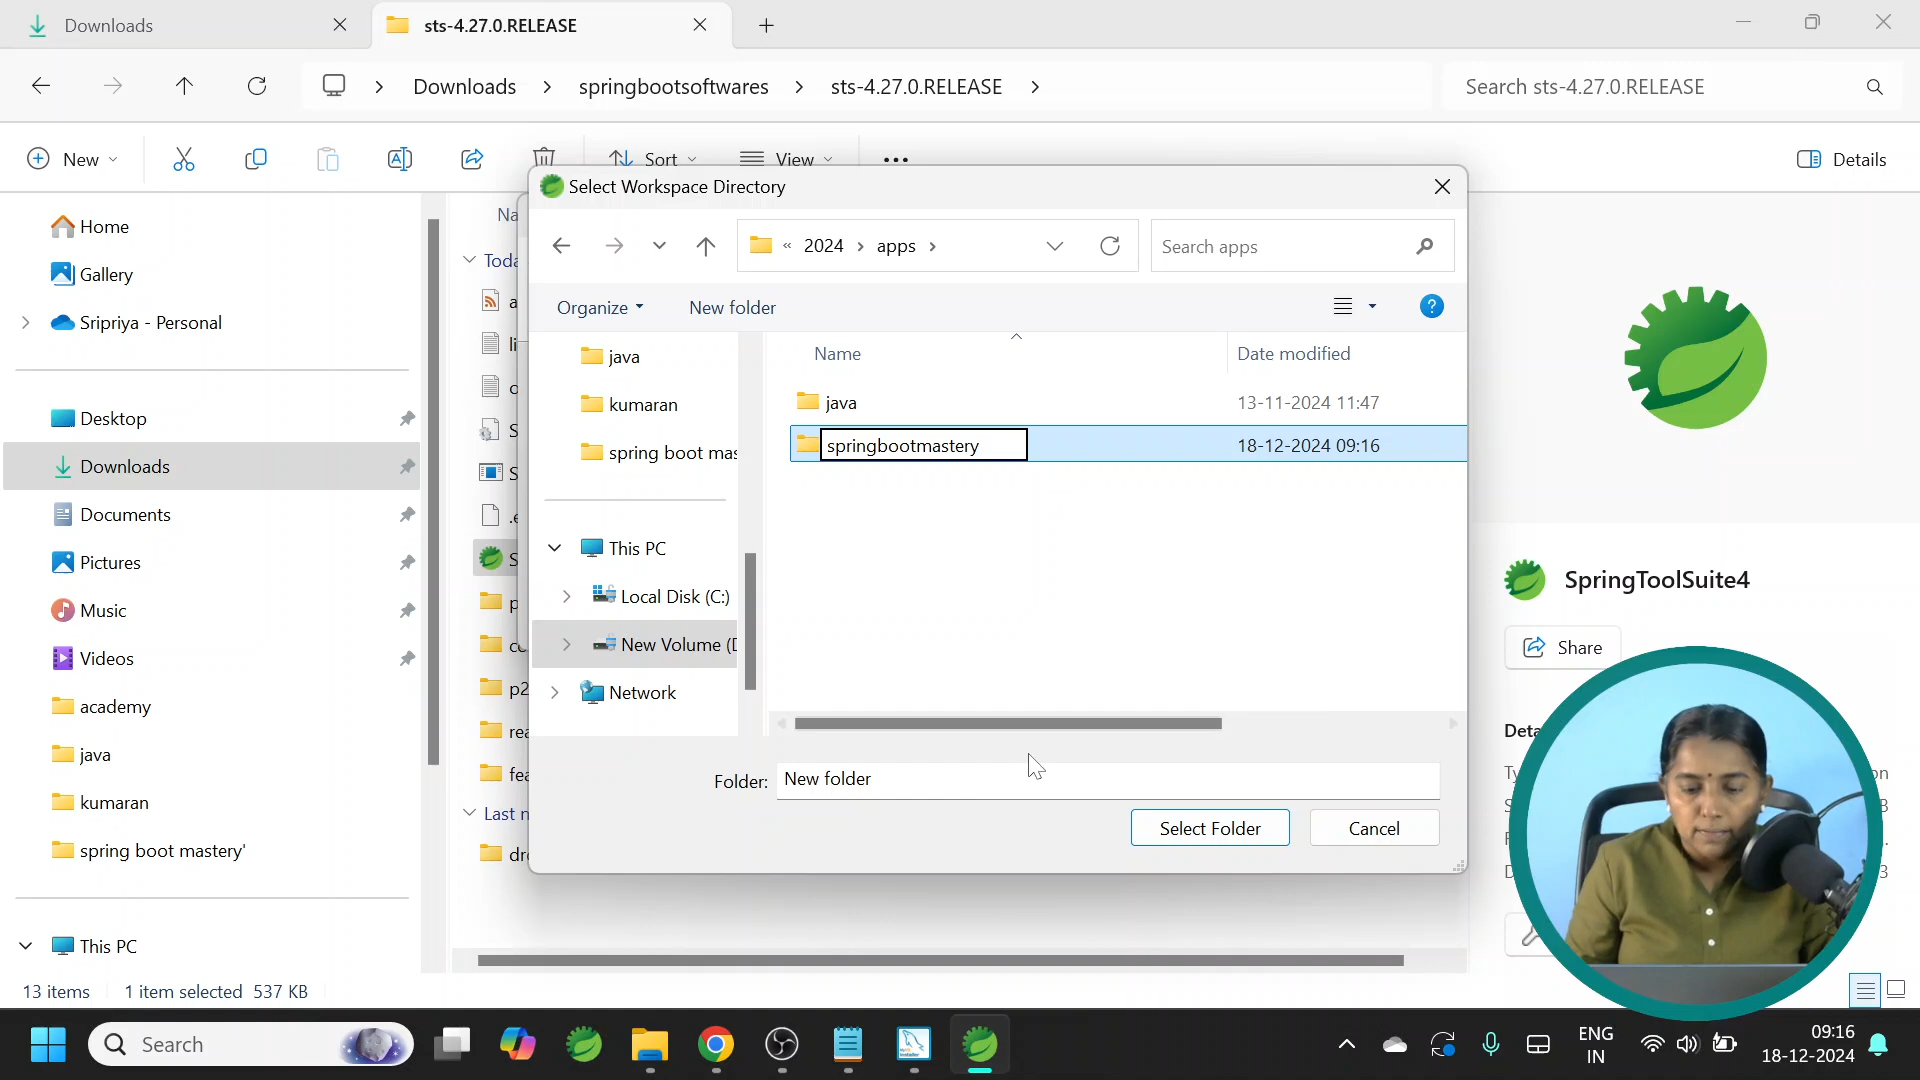 Downloads
sts-4.27.0.RELEASE
Downloads
springbootsoftwares
sts-4.27.0.RELEASE
Search sts-4.27.0.RELEASE
New
Sort
View
Details
Home
Gallery
Sripriya - Personal
Desktop
Downloads
Documents
Pictures
Music
Videos
academy
java
kumaran
spring boot mastery'
This PC
13 items 1 item selected 537 KB
Select Workspace Directory
« 2024 › apps ›
Search apps
Organize
New folder
java
kumaran
spring boot mas
This PC
Local Disk (C:)
New Volume (D
Network
Name
Date modified
java
13-11-2024 11:47
springbootmastery
18-12-2024 09:16
Folder: New folder
Select Folder
Cancel
SpringToolSuite4
Share
Search
ENG
IN
09:16
18-12-2024